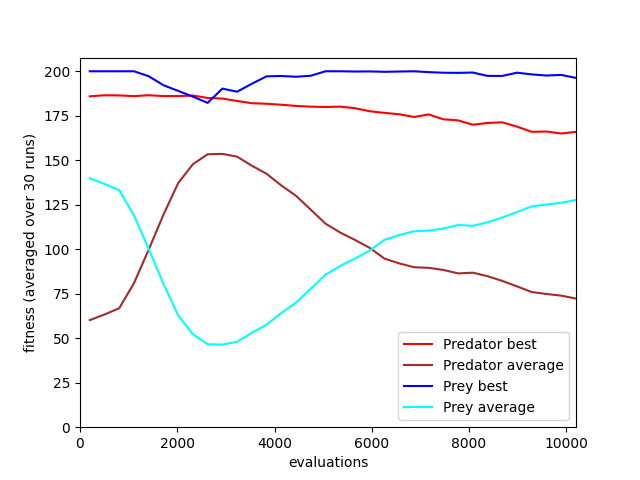 200
175
150
125
100
75
50
25
0
fitness (averaged over 30 runs)
0 2000 4000 6000 8000 10000
evaluations
Predator best
Predator average
Prey best
Prey average